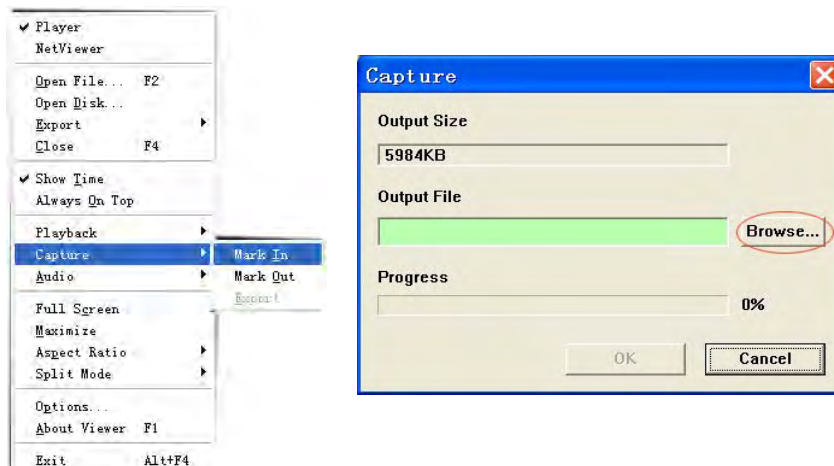 Player
NetViewer
Open File... F2
Open Disk...
Export
Close F4
Show Time
Always On Top
Playback
Capture
Audio
Full Screen
Maximize
Aspect Ratio
Split Mode
Options...
About Viewer F1
Exit Alt+F4
Mark In
Mark Out
Export
Capture
Output Size
5984KB
Output File
Browse...
Progress
0%
OK
Cancel